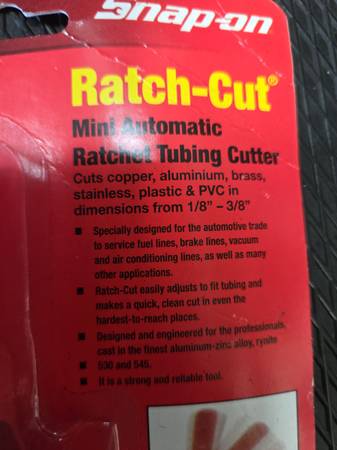 Snap-on
Ratch-Cut®
Mini Automatic
Ratchet Tubing Cutter
Cuts copper, aluminium, brass,
stainless, plastic & PVC in
dimensions from 1/8" – 3/8"
■ Specially designed for the automotive trade
to service fuel lines, brake lines, vacuum
and air conditioning lines, as well as many
other applications.
■ Ratch-Cut easily adjusts to fit tubing and
makes a quick, clean cut in even the
hardest-to-reach places.
■ Designed and engineered for the professionals,
cast in the finest aluminum-zinc alloy, rynite
■ 530 and 545.
■ It is a strong and reliable tool.